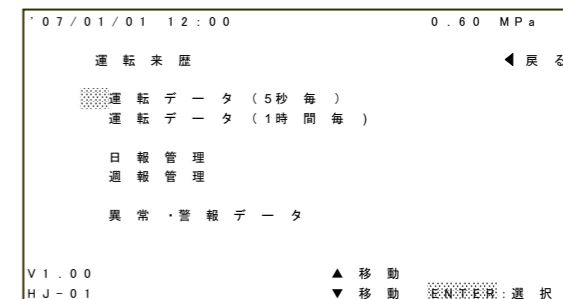 '07/01/01 12:00 0.60 MPa
運転来歴 ◀戻る
運転データ(5秒毎)
運転データ(1時間毎)
日報管理
週報管理
異常・警報データ
V1.00 ▲ 移動
HJ-01 ▼ 移動 ENTER:選択